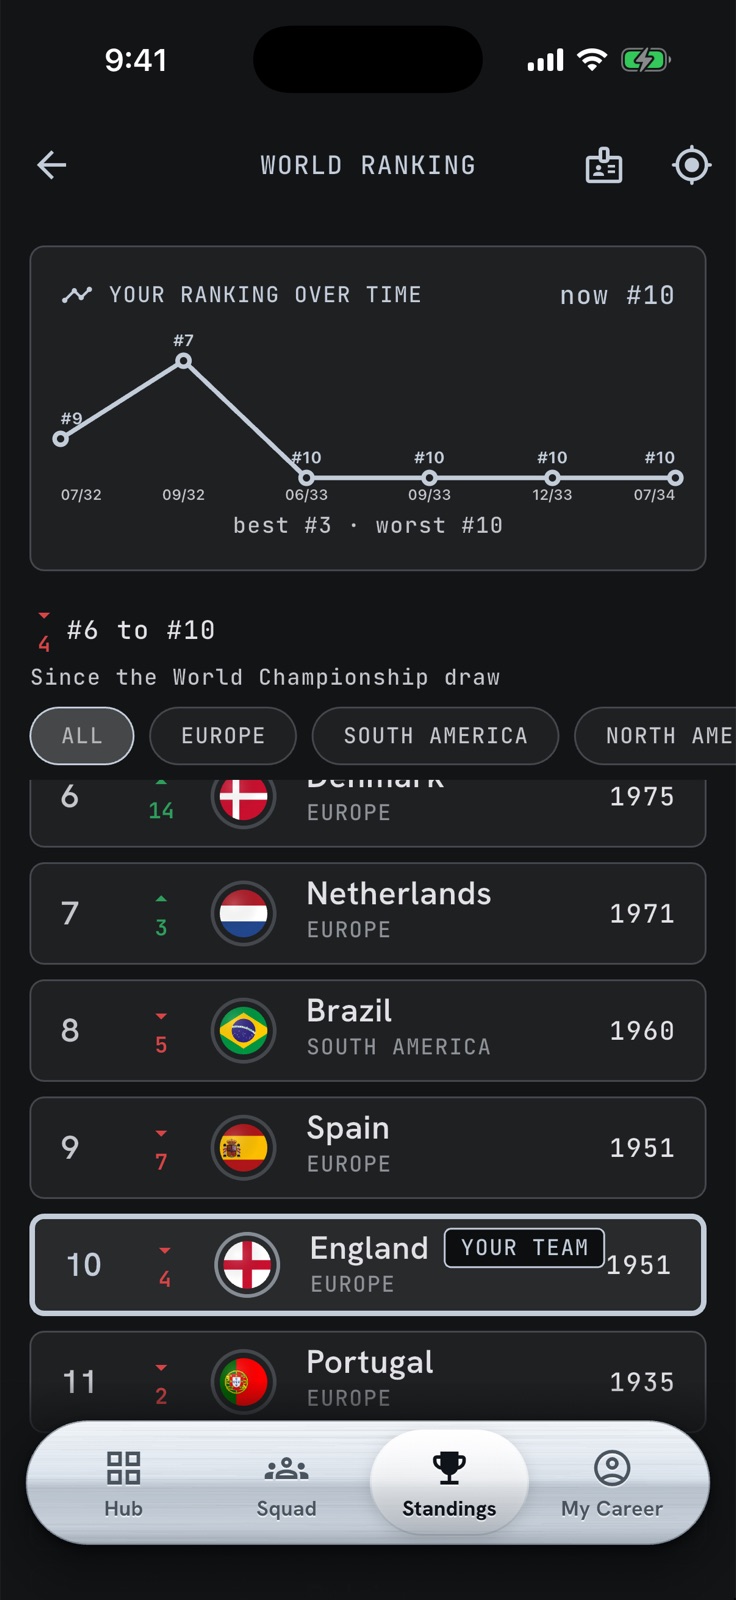 9:41
WORLD RANKING
YOUR RANKING OVER TIME
now #10
#7
#9
#10
#10
#10
#10
07/32
09/32
06/33
09/33
12/33
07/34
best #3 · worst #10
4
#6 to #10
Since the World Championship draw
ALL
EUROPE
SOUTH AMERICA
NORTH AME
6
14
Denmark
EUROPE
1975
7
3
Netherlands
EUROPE
1971
8
5
Brazil
SOUTH AMERICA
1960
9
7
Spain
EUROPE
1951
10
4
England
YOUR TEAM
EUROPE
1951
11
2
Portugal
EUROPE
1935
Hub
Squad
Standings
My Career